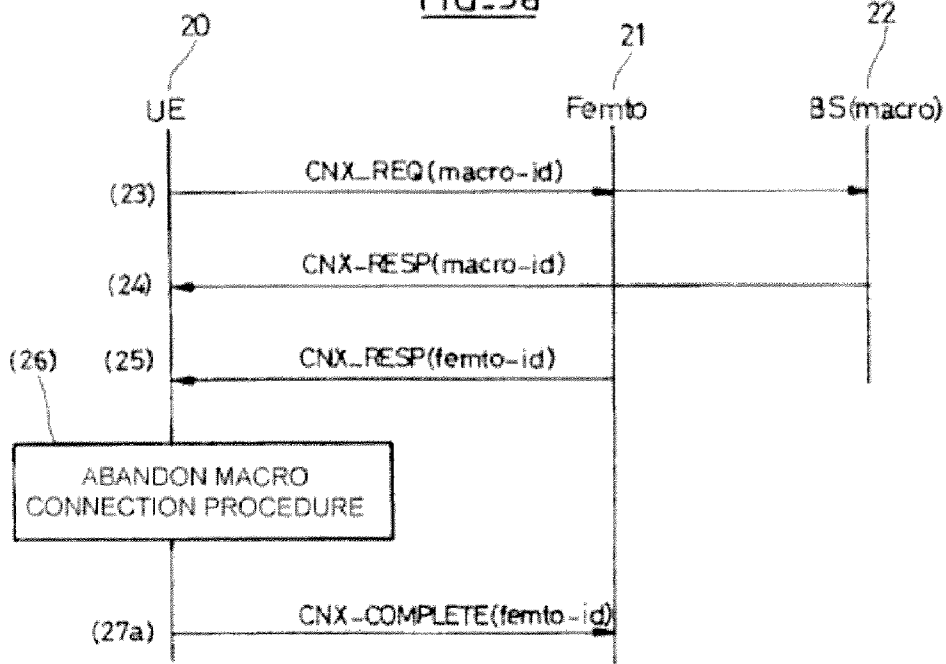 20
21
22
UE
Femto
BS(macro)
(23)
CNX_REQ(macro-id)
(24)
CNX-RESP(macro-id)
(26)
(25)
CNX_RESP(femto-id)
ABANDON MACRO
CONNECTION PROCEDURE
(27a)
CNX-COMPLETE(femto-id)